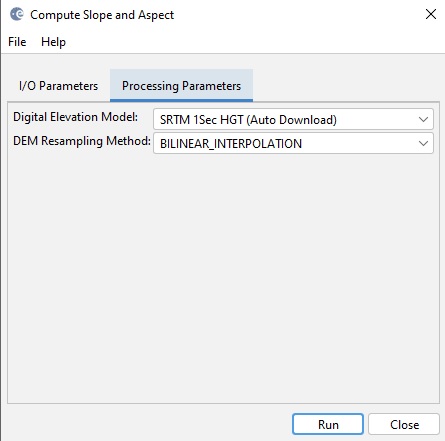 Compute Slope and Aspect
File Help
I/O Parameters Processing Parameters
Digital Elevation Model: SRTM 1Sec HGT (Auto Download)
DEM Resampling Method: BILINEAR_INTERPOLATION
Run Close